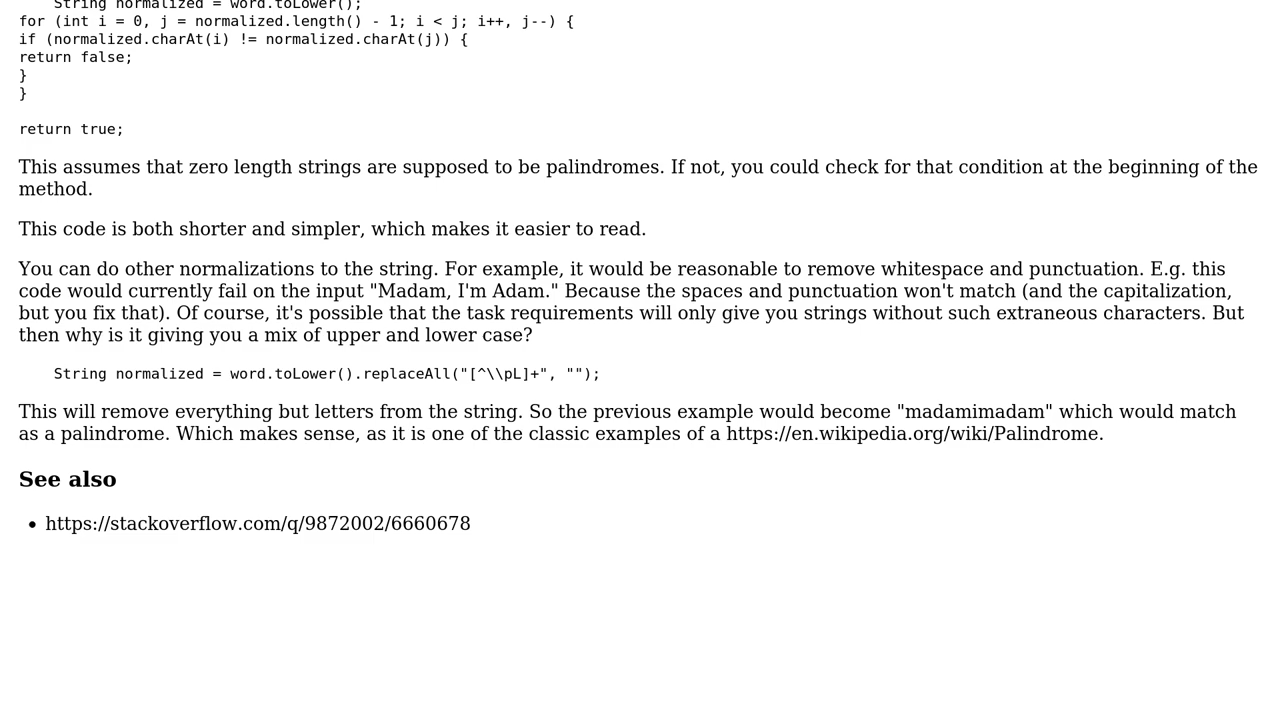 String normalized = word.toLower();
for (int i = 0, j = normalized.length() - 1; i < j; i++, j--) {
if (normalized.charAt(i) != normalized.charAt(j)) {
return false;
}
}
return true;
This assumes that zero length strings are supposed to be palindromes. If not, you could check for that condition at the beginning of the
method.
This code is both shorter and simpler, which makes it easier to read.
You can do other normalizations to the string. For example, it would be reasonable to remove whitespace and punctuation. E.g. this
code would currently fail on the input "Madam, I'm Adam." Because the spaces and punctuation won't match (and the capitalization,
but you fix that). Of course, it's possible that the task requirements will only give you strings without such extraneous characters. But
then why is it giving you a mix of upper and lower case?
String normalized = word.toLower().replaceAll("[^\\pL]+", "");
This will remove everything but letters from the string. So the previous example would become "madamimadam" which would match
as a palindrome. Which makes sense, as it is one of the classic examples of a https://en.wikipedia.org/wiki/Palindrome.
See also
• https://stackoverflow.com/q/9872002/6660678